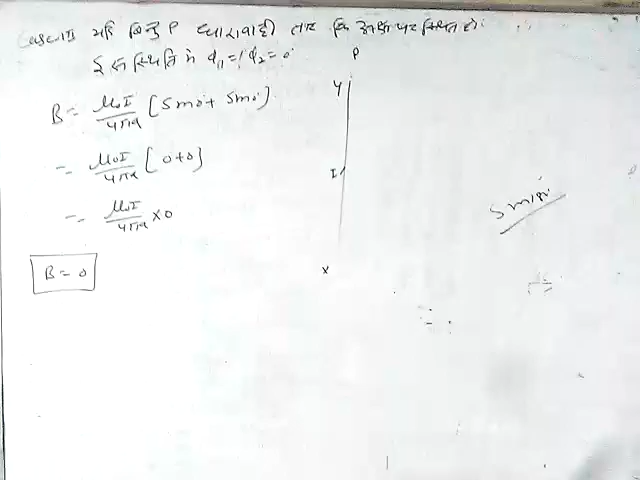 Case III यदि बिन्दु P धारावाही तार कि अक्ष पर स्थित हो:
इस स्थिति में Φ1 = Φ2 = 0
P
B = μ0I/4πa [Sin0 + Sin0]
Y
= μ0I/4πa [0+0]
I
= μ0I/4πa × 0
B = 0
X